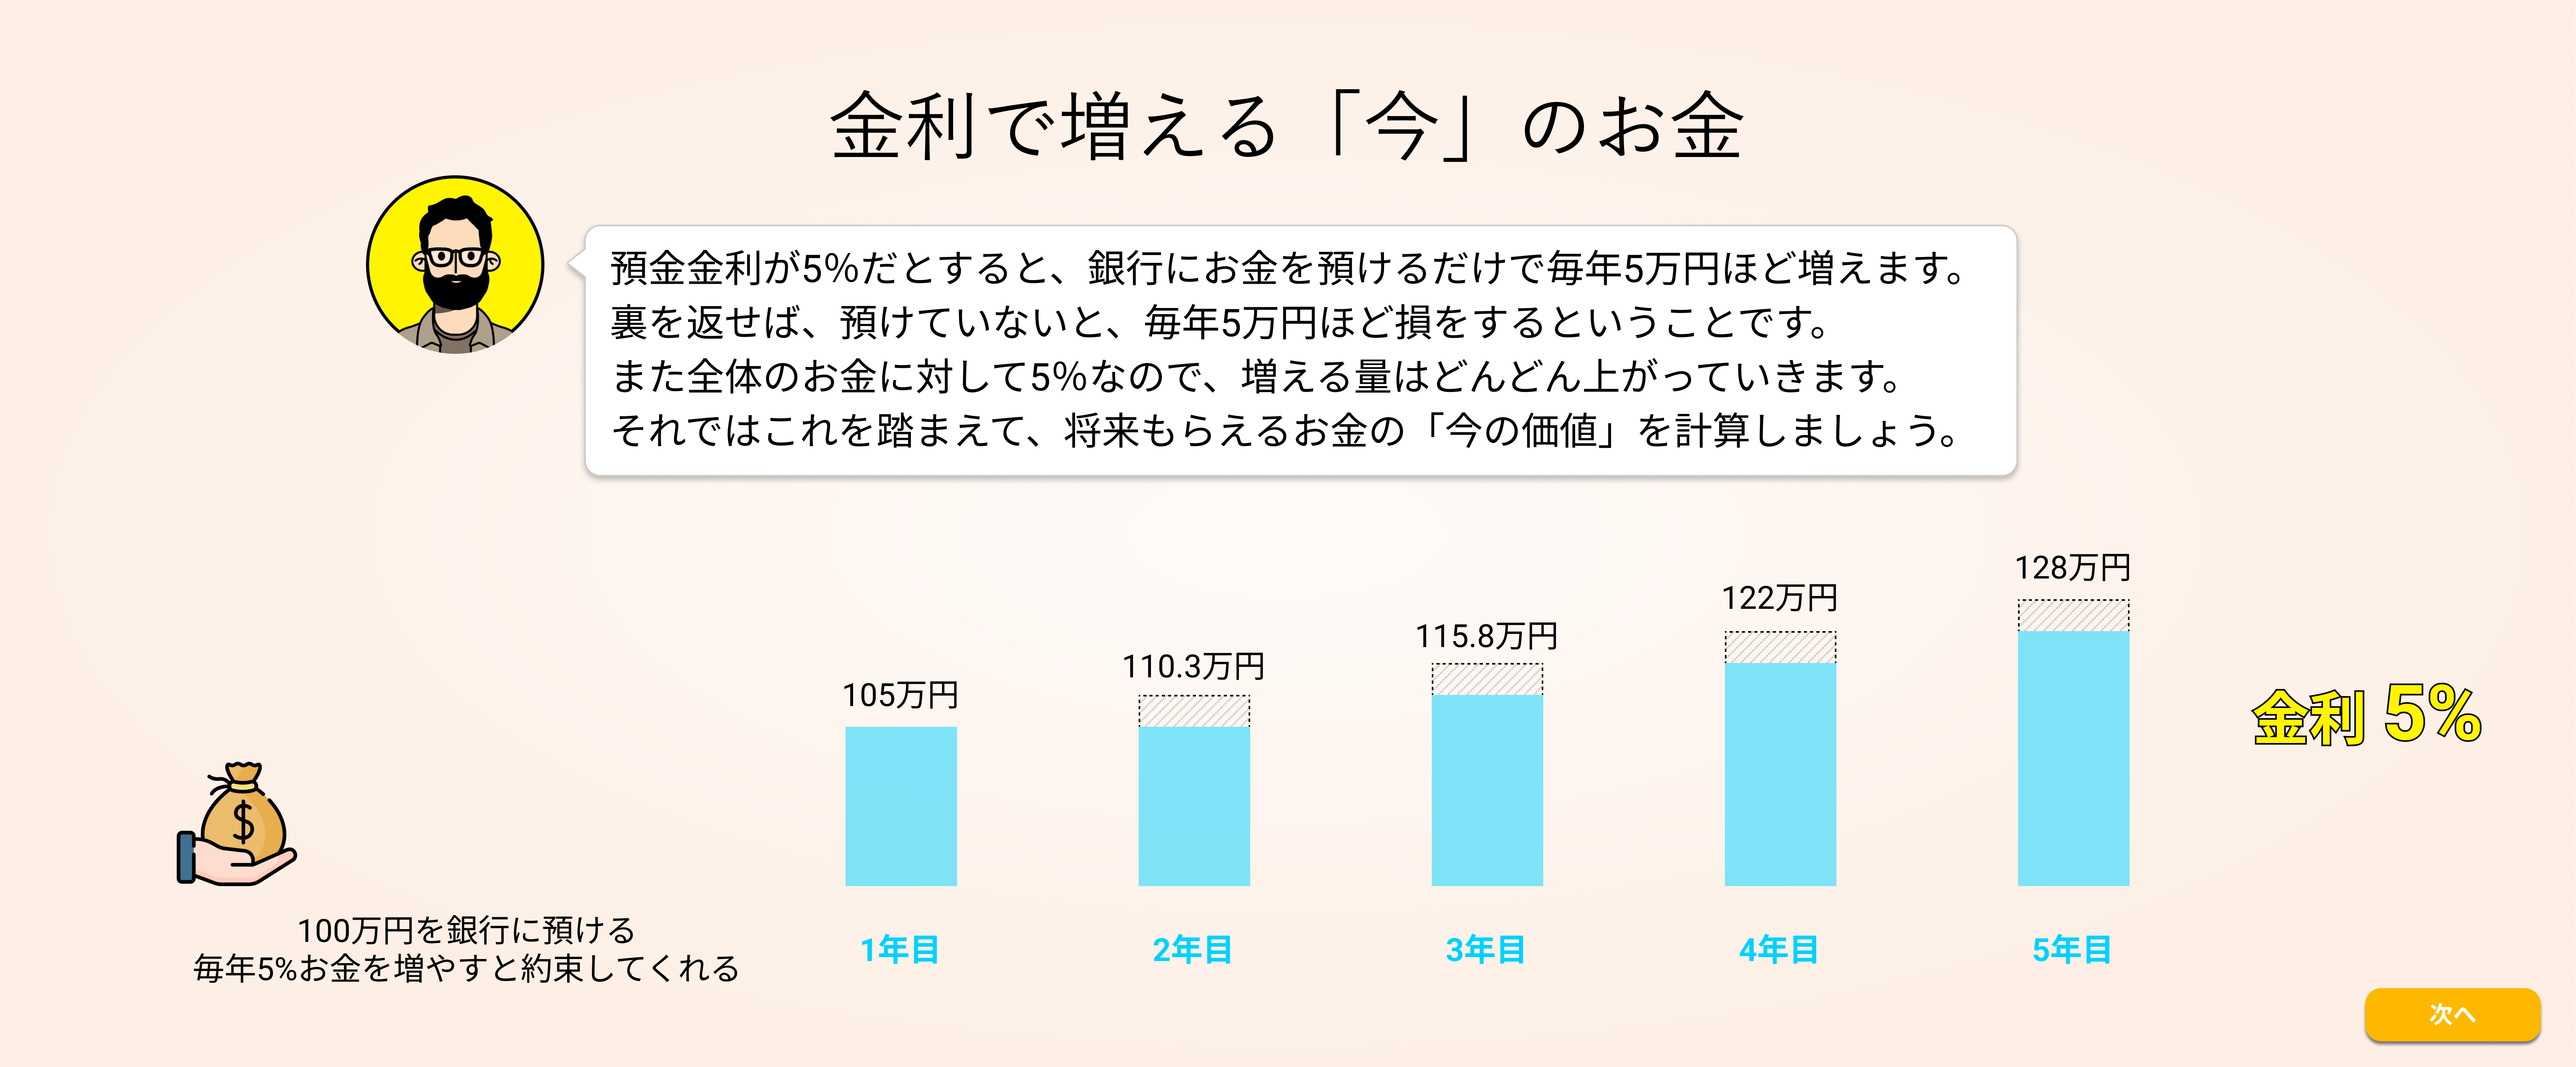 金利で増える「今」のお金
預金金利が5%だとすると、銀行にお金を預けるだけで毎年5万円ほど増えます。
裏を返せば、預けていないと、毎年5万円ほど損をするということです。
また全体のお金に対して5%なので、増える量はどんどん上がっていきます。
それではこれを踏まえて、将来もらえるお金の「今の価値」を計算しましょう。
105万円
110.3万円
115.8万円
122万円
128万円
金利 5%
$
100万円を銀行に預ける
毎年5%お金を増やすと約束してくれる
1年目
2年目
3年目
4年目
5年目
次へ